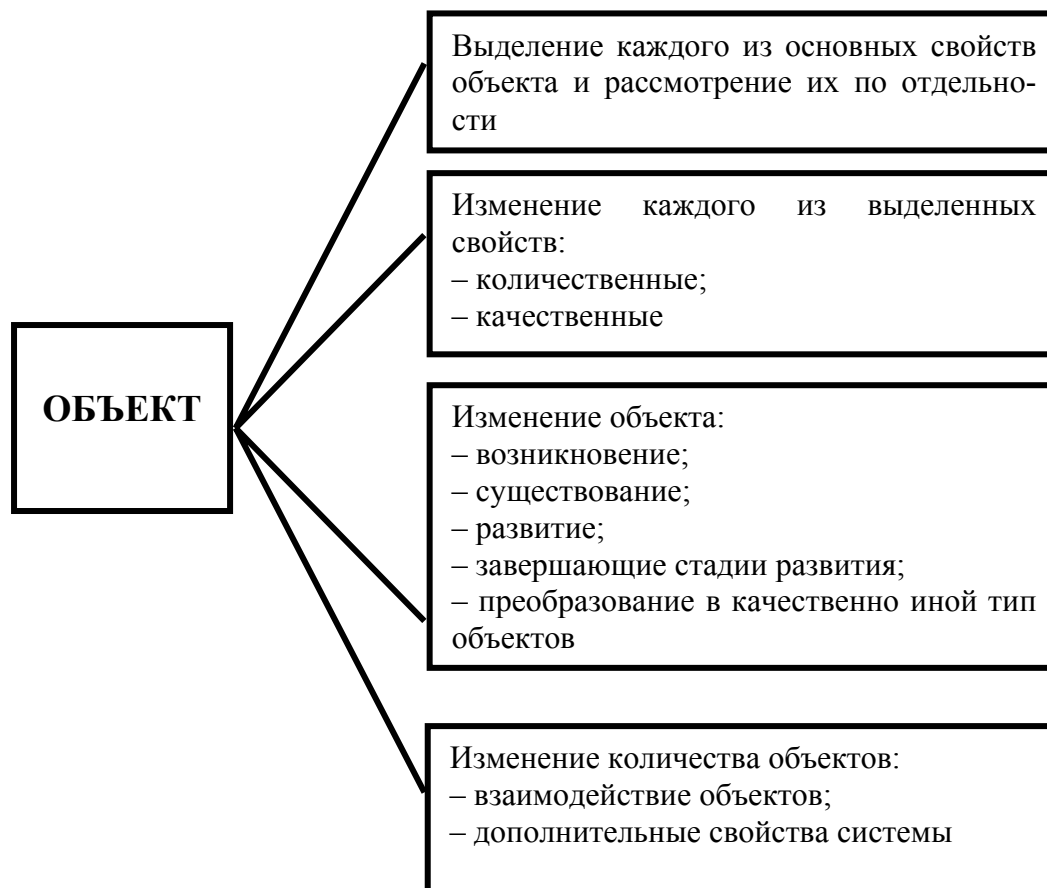 Выделение каждого из основных свойств
объекта и рассмотрение их по отдельно-
сти
Изменение каждого из выделенных
свойств:
– количественные;
– качественные
ОБЪЕКТ
Изменение объекта:
– возникновение;
– существование;
– развитие;
– завершающие стадии развития;
– преобразование в качественно иной тип
объектов
Изменение количества объектов:
– взаимодействие объектов;
– дополнительные свойства системы